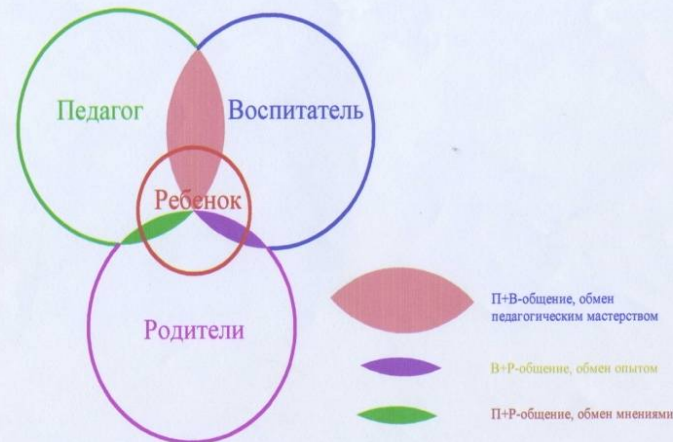 Педагог
Воспитатель
Ребенок
Родители
П+В-общение, обмен
педагогическим мастерством
В+Р-общение, обмен опытом
П+Р-общение, обмен мнениями